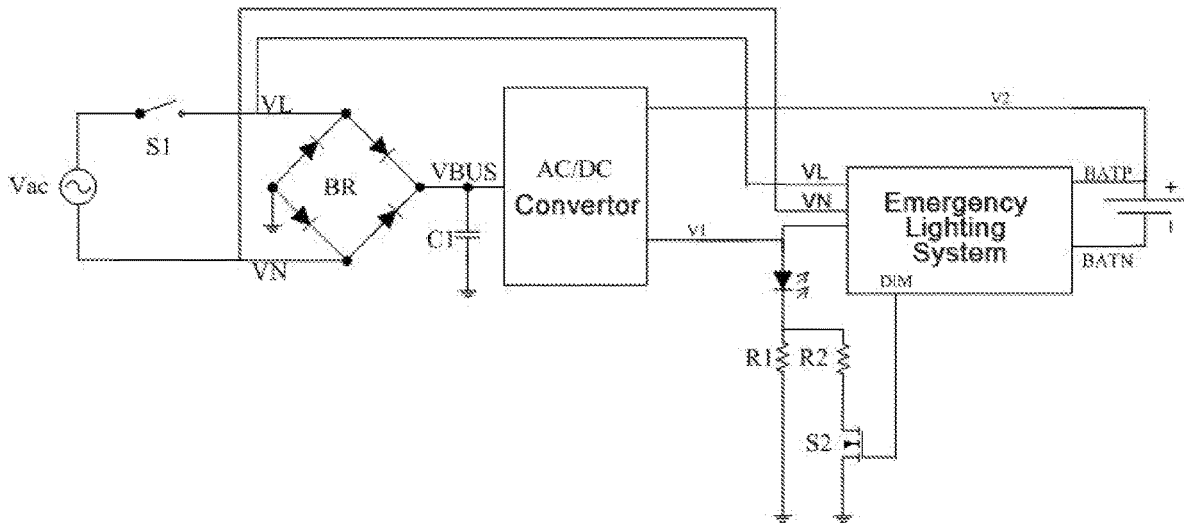 Vac
S1
VL
BR
VN
VBUS
C1
AC/DC
Convertor
V2
V1
VL
VN
Emergency
Lighting
System
DIM
BATP
BATN
+
R1
R2
S2